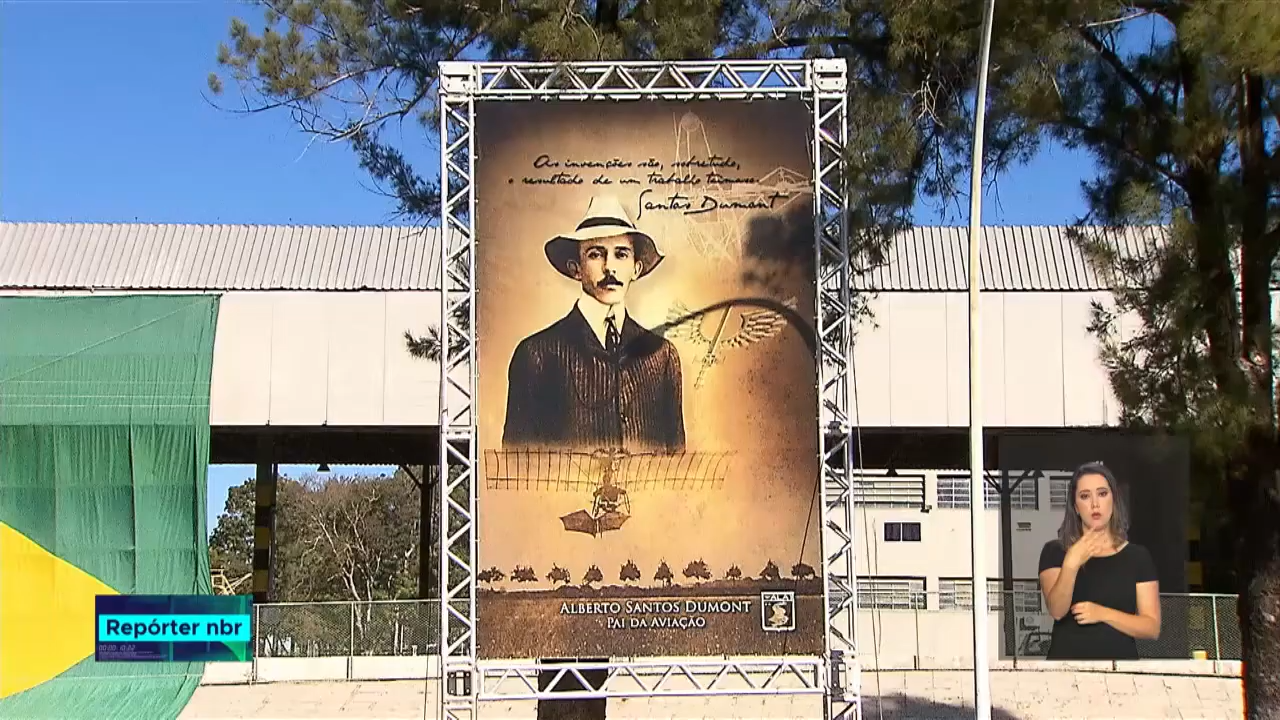 As invenções são, sobretudo,
o resultado de um trabalho teimoso.
Santos Dumont
Alberto Santos Dumont
Pai da Aviação
ALA
Repórter nbr